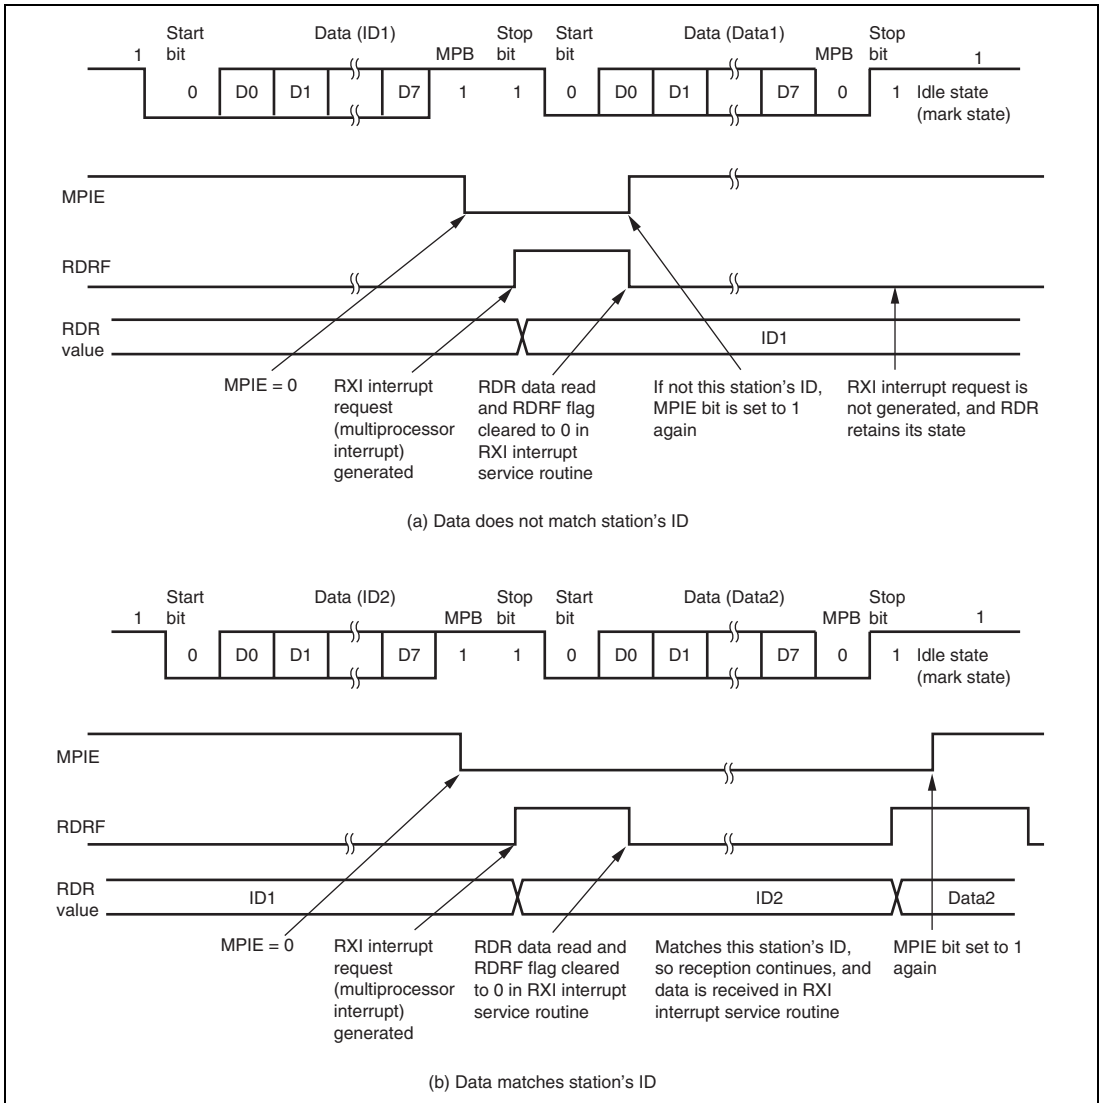 Start Data (ID1) Stop Start Data (Data1) Stop
1 bit MPB bit bit MPB bit 1
0 D0 D1 D7 1 1 0 D0 D1 D7 0 1 Idle state
(mark state)
MPIE
RDRF
RDR
value
ID1
MPIE = 0
RXI interrupt
request
(multiprocessor
interrupt)
generated
RDR data read
and RDRF flag
cleared to 0 in
RXI interrupt
service routine
If not this station's ID,
MPIE bit is set to 1
again
RXI interrupt request is
not generated, and RDR
retains its state
(a) Data does not match station's ID
Start Data (ID2) Stop Start Data (Data2) Stop
1 bit MPB bit bit MPB bit 1
0 D0 D1 D7 1 1 0 D0 D1 D7 0 1 Idle state
(mark state)
MPIE
RDRF
RDR
value
ID1 ID2 Data2
MPIE = 0
RXI interrupt
request
(multiprocessor
interrupt)
generated
RDR data read and
RDRF flag cleared
to 0 in RXI interrupt
service routine
Matches this station's ID,
so reception continues, and
data is received in RXI
interrupt service routine
MPIE bit set to 1
again
(b) Data matches station's ID